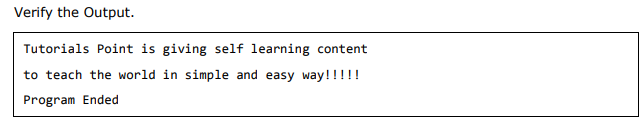 Verify the Output.
Tutorials Point is giving self learning content
to teach the world in simple and easy way!!!!!
Program Ended